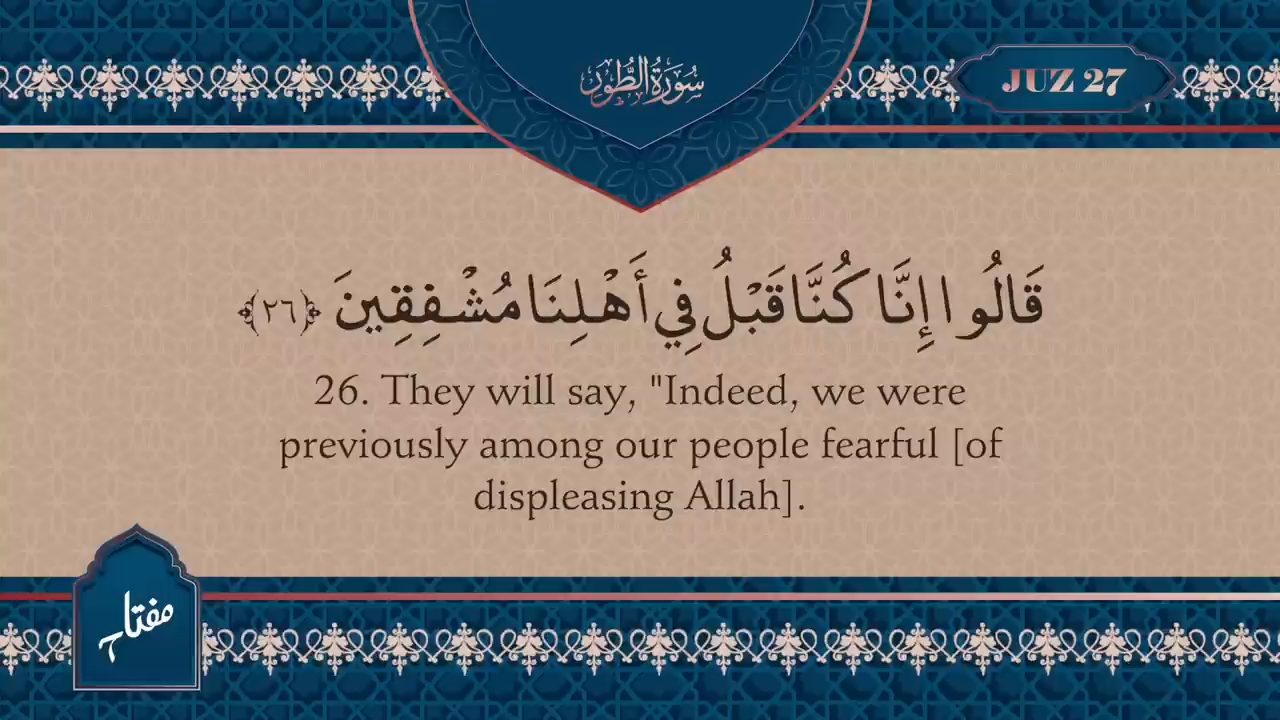 سُورَةُ الطُّورِ
JUZ 27
قَالُوا إِنَّا كُنَّا قَبْلُ فِي أَهْلِنَا مُشْفِقِينَ ﴿٢٦﴾
26. They will say, "Indeed, we were
previously among our people fearful [of
displeasing Allah].
مفتاح